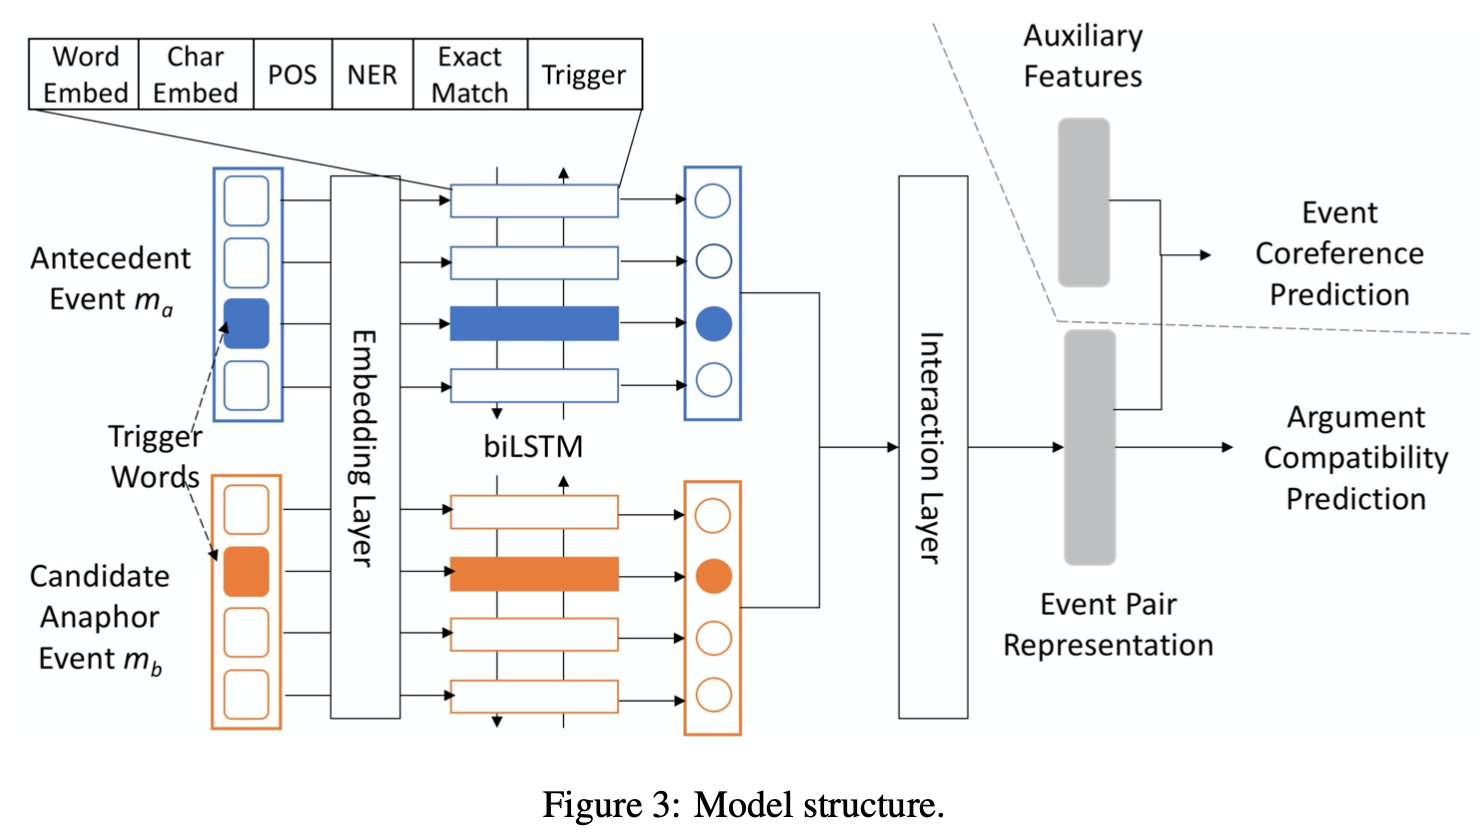 Word
Embed
Char
Embed
POS
NER
Exact
Match
Trigger
Auxiliary
Features
Antecedent
Event mₐ
Trigger
Words
Candidate
Anaphor
Event m_b
Embedding Layer
biLSTM
Interaction Layer
Event
Coreference
Prediction
Argument
Compatibility
Prediction
Event Pair
Representation
Figure 3: Model structure.